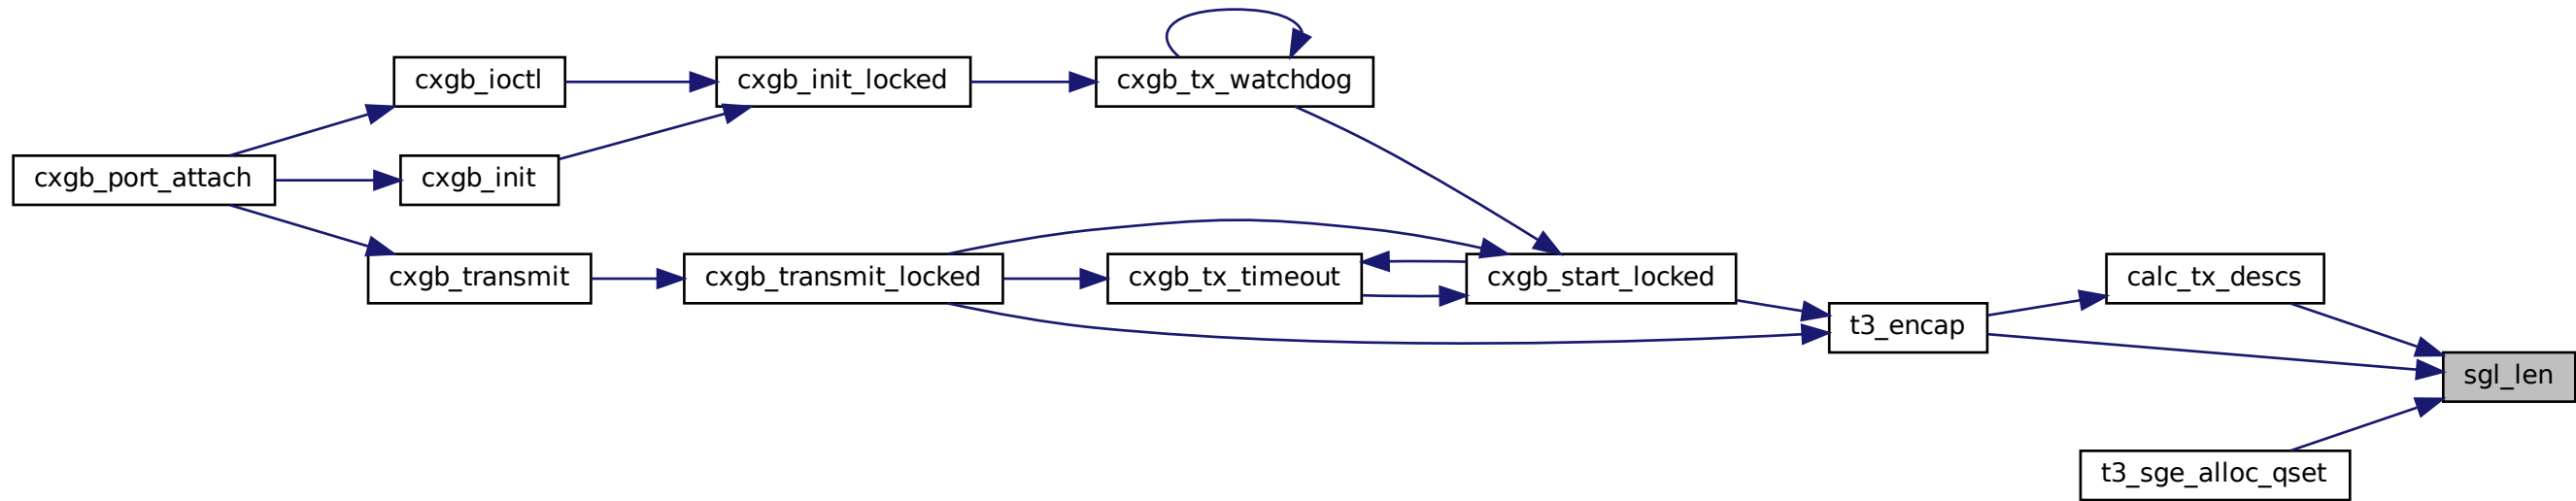 cxgb_ioctl
cxgb_init_locked
cxgb_tx_watchdog
cxgb_port_attach
cxgb_init
cxgb_transmit
cxgb_transmit_locked
cxgb_tx_timeout
cxgb_start_locked
calc_tx_descs
t3_encap
sgl_len
t3_sge_alloc_qset